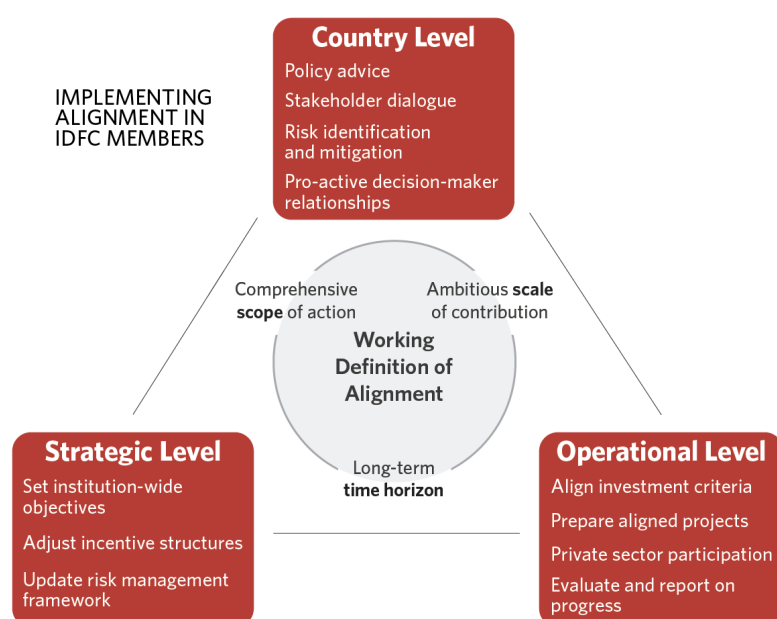 IMPLEMENTING
ALIGNMENT IN
IDFC MEMBERS
Country Level
Policy advice
Stakeholder dialogue
Risk identification
and mitigation
Pro-active decision-maker
relationships
Comprehensive
scope of action
Ambitious scale
of contribution
Working
Definition of
Alignment
Long-term
time horizon
Strategic Level
Set institution-wide
objectives
Adjust incentive structures
Update risk management
framework
Operational Level
Align investment criteria
Prepare aligned projects
Private sector participation
Evaluate and report on
progress